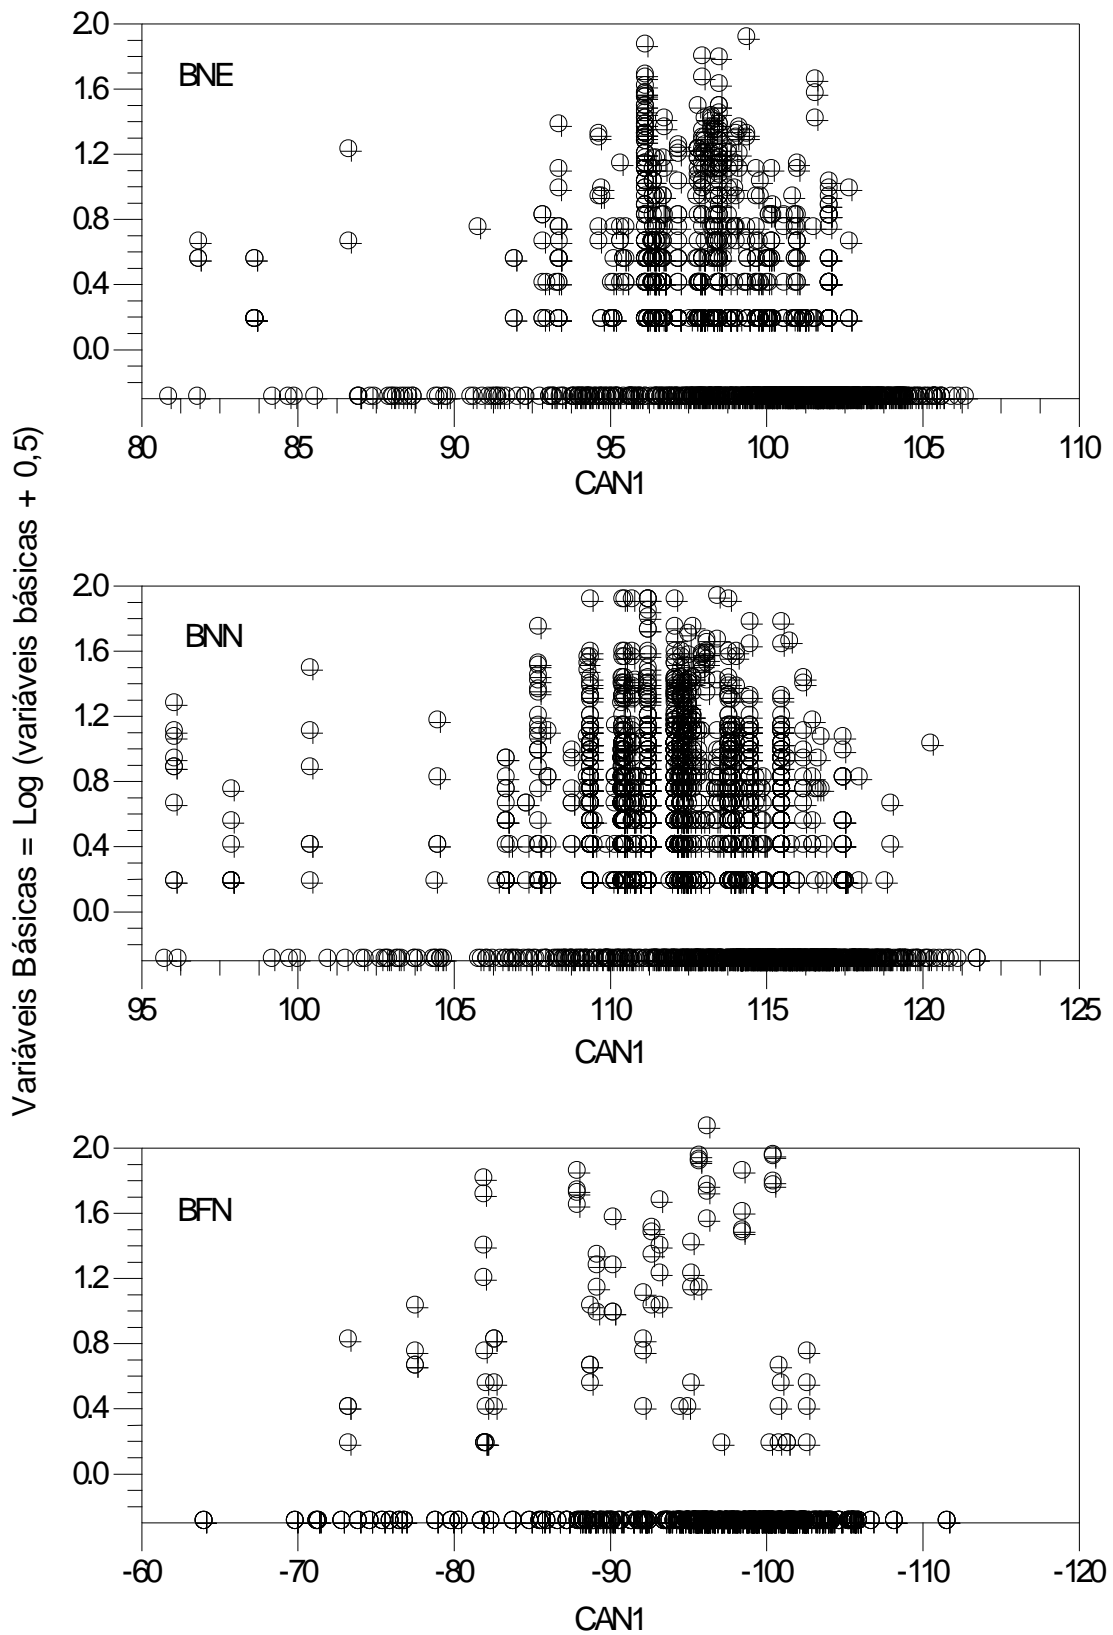 Variáveis Básicas = Log (variáveis básicas + 0,5)
2.0
1.6
1.2
0.8
0.4
0.0
BNE
80 85 90 95 100 105 110
CAN1
2.0
1.6
1.2
0.8
0.4
0.0
BNN
95 100 105 110 115 120 125
CAN1
2.0
1.6
1.2
0.8
0.4
0.0
BFN
-60 -70 -80 -90 -100 -110 -120
CAN1